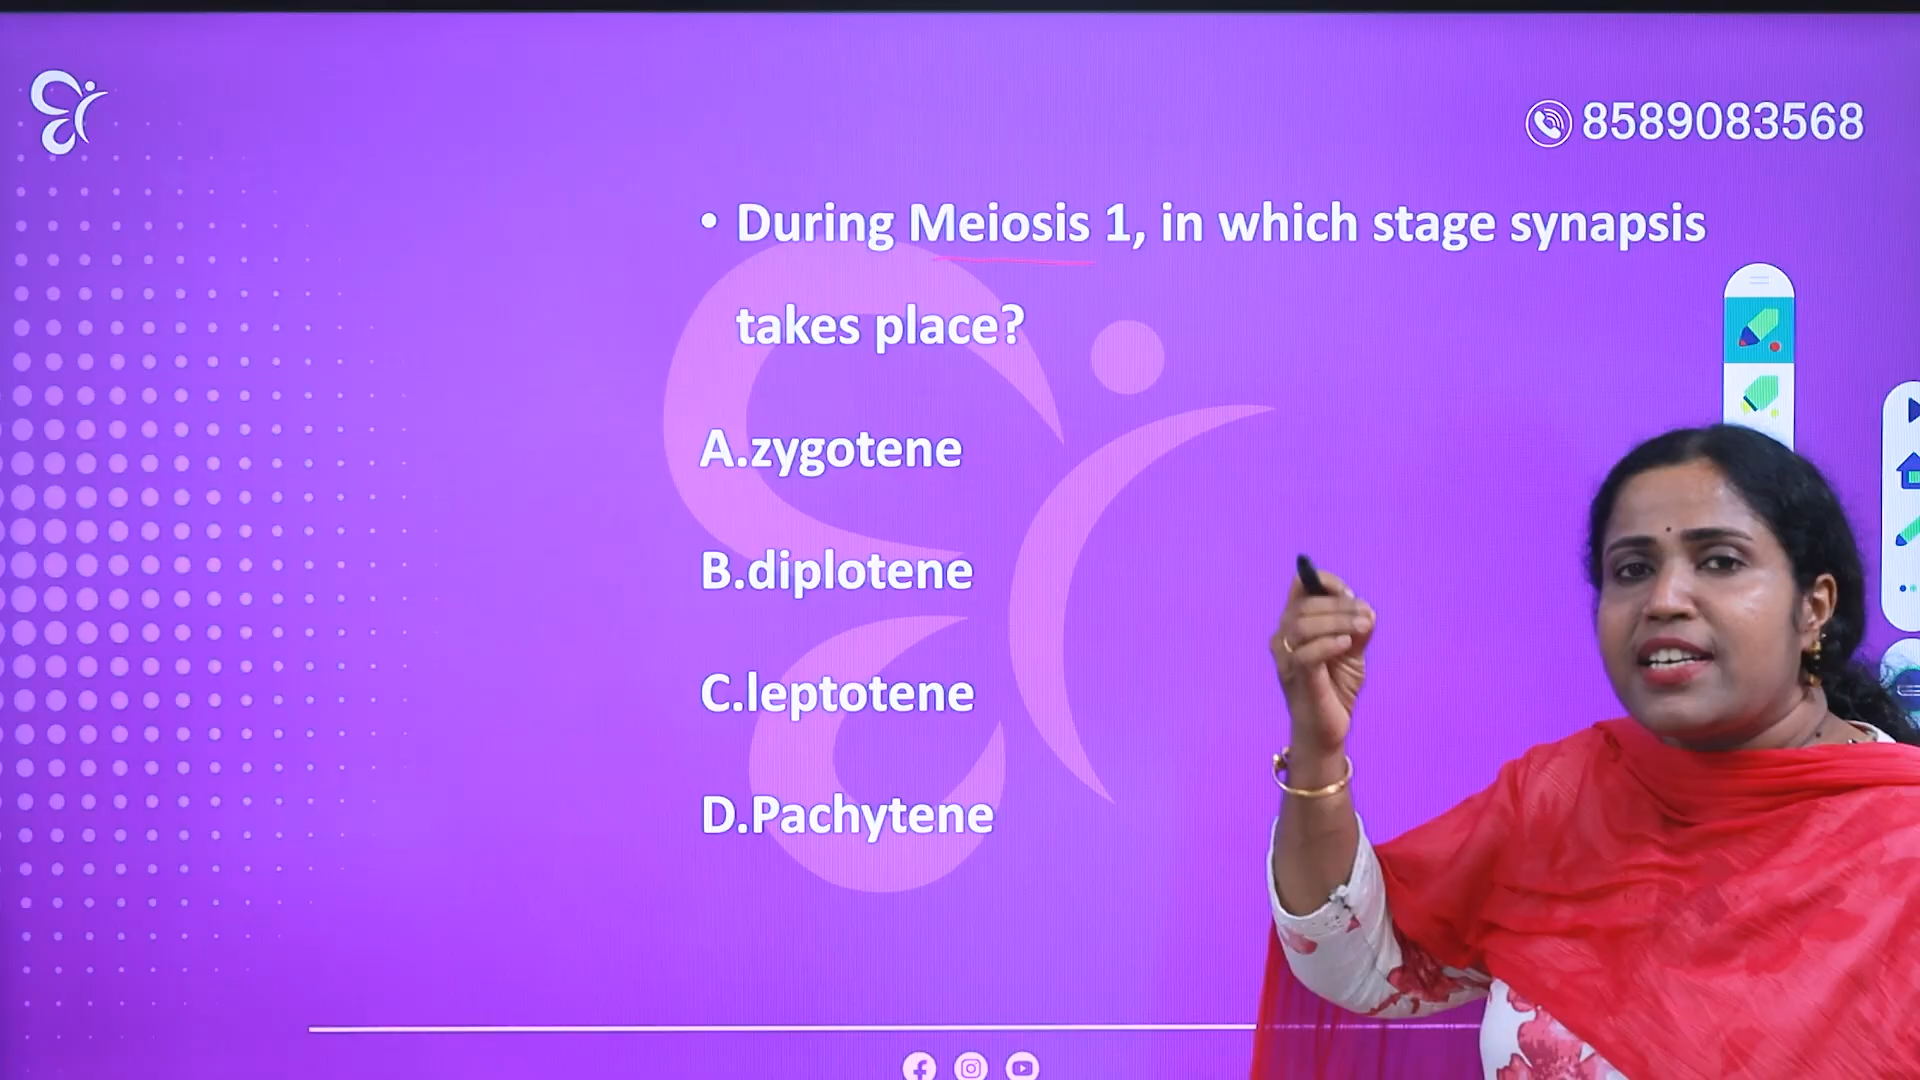 8589083568
• During Meiosis 1, in which stage synapsis
takes place?
A.zygotene
B.diplotene
C.leptotene
D.Pachytene